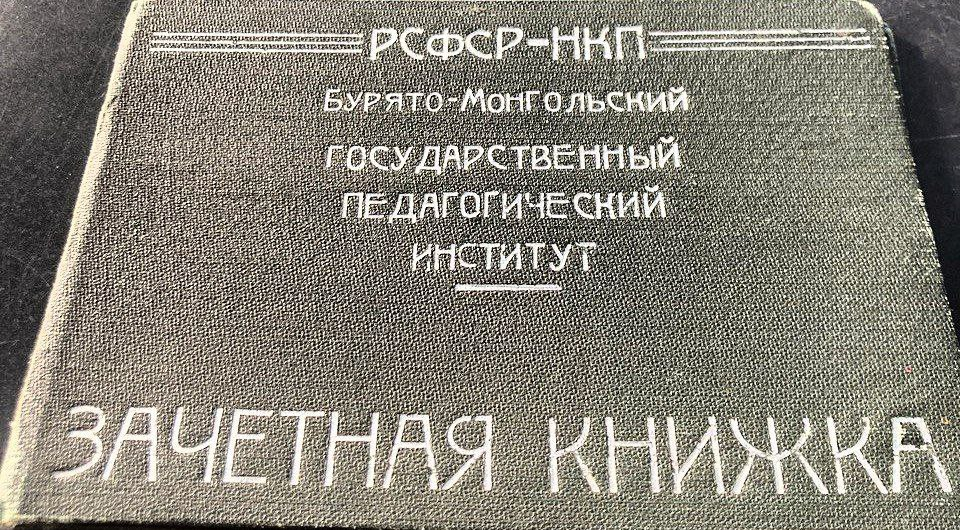 РСФСР-НКП
Бурято-Монгольский
ГОСУДАРСТВЕННЫЙ
ПЕДАГОГИЧЕСКИЙ
ИНСТИТУТ
ЗАЧЕТНАЯ КНИЖКА